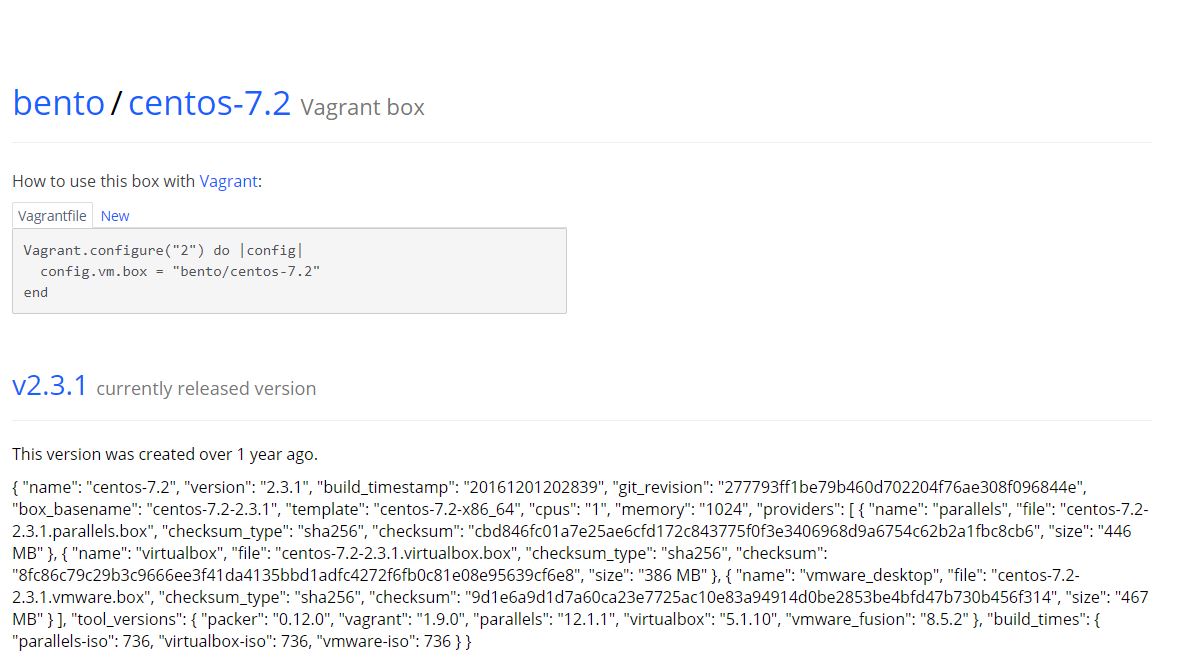 bento / centos-7.2 Vagrant box
How to use this box with Vagrant:
Vagrantfile New
Vagrant.configure("2") do |config|
  config.vm.box = "bento/centos-7.2"
end
v2.3.1 currently released version
This version was created over 1 year ago.
{ "name": "centos-7.2", "version": "2.3.1", "build_timestamp": "20161201202839", "git_revision": "277793ff1be79b460d702204f76ae308f096844e",
"box_basename": "centos-7.2-2.3.1", "template": "centos-7.2-x86_64", "cpus": "1", "memory": "1024", "providers": [ { "name": "parallels", "file": "centos-7.2-
2.3.1.parallels.box", "checksum_type": "sha256", "checksum": "cbd846fc01a7e25ae6cfd172c843775f0f3e3406968d9a6754c62b2a1fbc8cb6", "size": "446
MB" }, { "name": "virtualbox", "file": "centos-7.2-2.3.1.virtualbox.box", "checksum_type": "sha256", "checksum":
"8fc86c79c29b3c9666ee3f41da4135bbd1adfc4272f6fb0c81e08e95639cf6e8", "size": "386 MB" }, { "name": "vmware_desktop", "file": "centos-7.2-
2.3.1.vmware.box", "checksum_type": "sha256", "checksum": "9d1e6a9d1d7a60ca23e7725ac10e83a94914d0be2853be4bfd47b730b456f314", "size": "467
MB" } ], "tool_versions": { "packer": "0.12.0", "vagrant": "1.9.0", "parallels": "12.1.1", "virtualbox": "5.1.10", "vmware_fusion": "8.5.2" }, "build_times": {
"parallels-iso": 736, "virtualbox-iso": 736, "vmware-iso": 736 } }